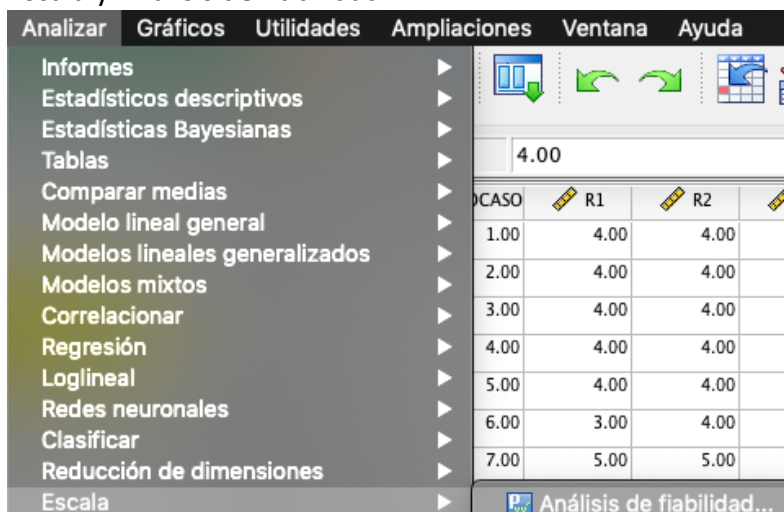 Analizar Gráficos Utilidades Ampliaciones Ventana Ayuda
Informes
Estadísticos descriptivos
Estadísticas Bayesianas
Tablas
4.00
Comparar medias
OCASO R1 R2
Modelo lineal general
1.00 4.00 4.00
Modelos lineales generalizados
2.00 4.00 4.00
Modelos mixtos
3.00 4.00 4.00
Correlacionar
Regresión
4.00 4.00 4.00
Loglineal
5.00 4.00 4.00
Redes neuronales
6.00 3.00 4.00
Clasificar
7.00 5.00 5.00
Reducción de dimensiones
Escala Análisis de fiabilidad...